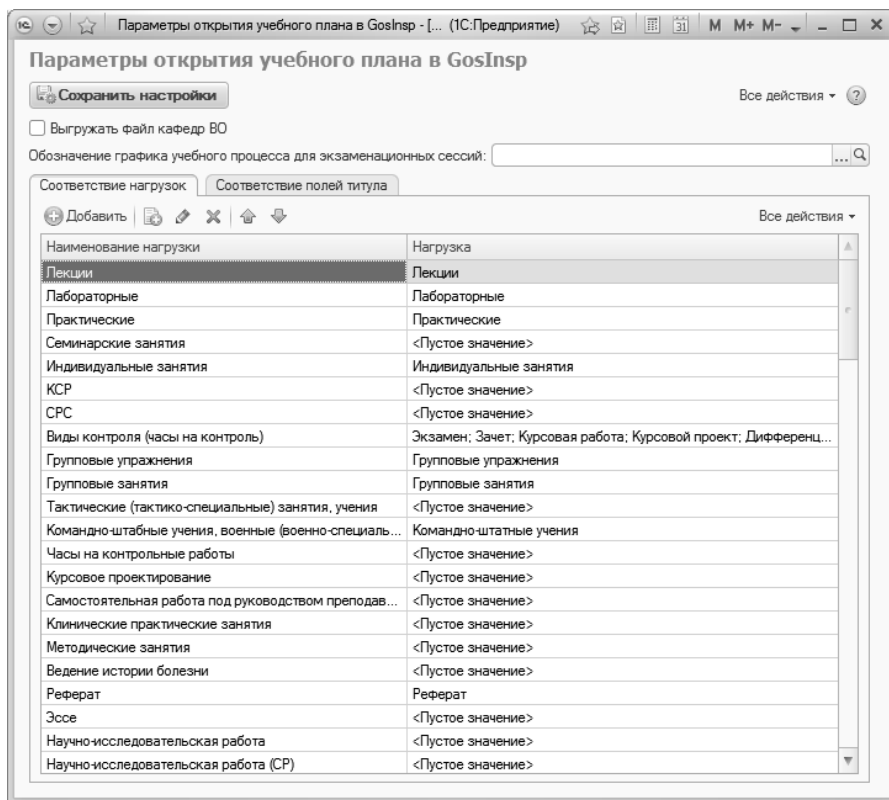 1С Параметры открытия учебного плана в GosInsp - [... (1С:Предприятие) 31 M M+ M-
Параметры открытия учебного плана в GosInsp
Сохранить настройки Все действия ?
Выгружать файл кафедр ВО
Обозначение графика учебного процесса для экзаменационных сессий: ...
Соответствие нагрузок Соответствие полей титула
Добавить Все действия
Наименование нагрузки Нагрузка
Лекции Лекции
Лабораторные Лабораторные
Практические Практические
Семинарские занятия <Пустое значение>
Индивидуальные занятия Индивидуальные занятия
КСР <Пустое значение>
СРС <Пустое значение>
Виды контроля (часы на контроль) Экзамен; Зачет; Курсовая работа; Курсовой проект; Дифференц...
Групповые упражнения Групповые упражнения
Групповые занятия Групповые занятия
Тактические (тактико-специальные) занятия, учения <Пустое значение>
Командно-штабные учения, военные (военно-специаль... Командно-штатные учения
Часы на контрольные работы <Пустое значение>
Курсовое проектирование <Пустое значение>
Самостоятельная работа под руководством преподав... <Пустое значение>
Клинические практические занятия <Пустое значение>
Методические занятия <Пустое значение>
Ведение истории болезни <Пустое значение>
Реферат Реферат
Эссе <Пустое значение>
Научно-исследовательская работа <Пустое значение>
Научно-исследовательская работа (СР) <Пустое значение>